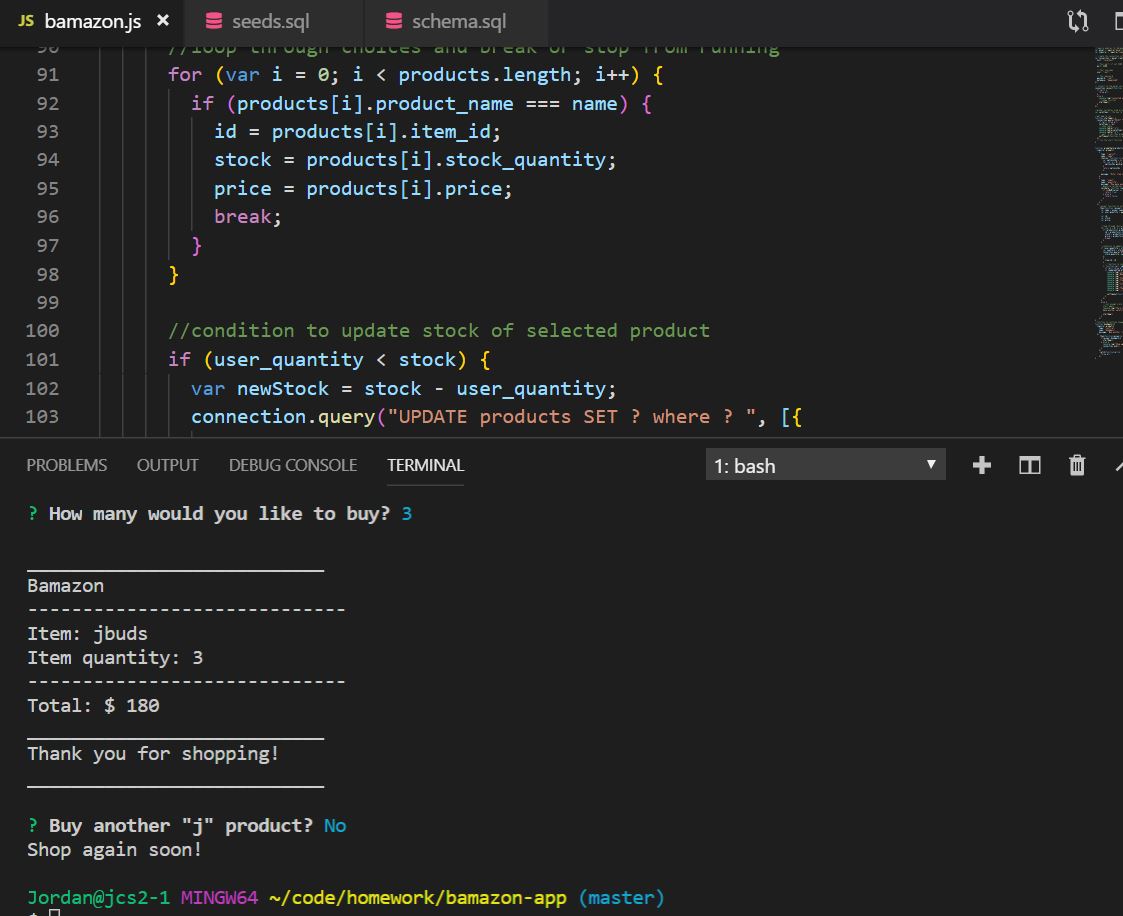 JS bamazon.js ×
seeds.sql
schema.sql
90 //loop through choices and break or stop from running
91 for (var i = 0; i < products.length; i++) {
92 if (products[i].product_name === name) {
93 id = products[i].item_id;
94 stock = products[i].stock_quantity;
95 price = products[i].price;
96 break;
97 }
98 }
99
100 //condition to update stock of selected product
101 if (user_quantity < stock) {
102 var newStock = stock - user_quantity;
103 connection.query("UPDATE products SET ? where ? ", [{
PROBLEMS OUTPUT DEBUG CONSOLE TERMINAL 1: bash
? How many would you like to buy? 3
___________________________
Bamazon
-----------------------------
Item: jbuds
Item quantity: 3
-----------------------------
Total: $ 180
___________________________
Thank you for shopping!
___________________________
? Buy another "j" product? No
Shop again soon!
Jordan@jcs2-1 MINGW64 ~/code/homework/bamazon-app (master)